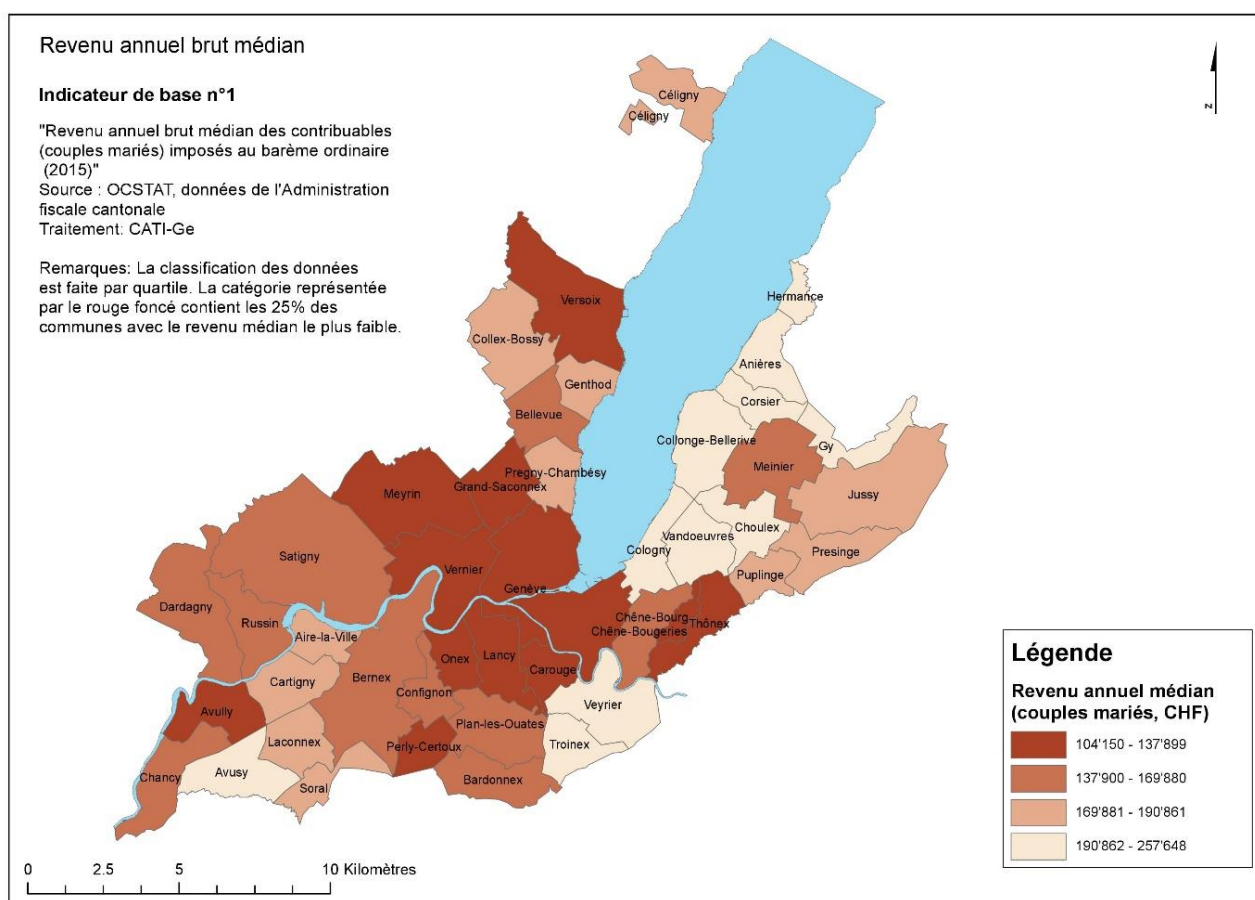 Revenu annuel brut médian
Indicateur de base n°1
"Revenu annuel brut médian des contribuables
(couples mariés) imposés au barème ordinaire
(2015)"
Source : OCSTAT, données de l'Administration
fiscale cantonale
Traitement: CATI-Ge
Remarques: La classification des données
est faite par quartile. La catégorie représentée
par le rouge foncé contient les 25% des
communes avec le revenu médian le plus faible.
N
Céligny
Céligny
Versoix
Hermance
Collex-Bossy
Anières
Genthod
Corsier
Bellevue
Collonge-Bellerive
Gy
Meinier
Pregny-Chambésy
Grand-Saconnex
Meyrin
Jussy
Choulex
Vandoeuvres
Cologny
Presinge
Satigny
Vernier
Puplinge
Genève
Dardagny
Russin
Chêne-Bourg
Thônex
Chêne-Bougeries
Aire-la-Ville
Onex
Lancy
Carouge
Bernex
Cartigny
Confignon
Veyrier
Avully
Plan-les-Ouates
Laconnex
Perly-Certoux
Troinex
Chancy
Avusy
Bardonnex
Soral
0 2.5 5 10 Kilomètres
Légende
Revenu annuel médian
(couples mariés, CHF)
104'150 - 137'899
137'900 - 169'880
169'881 - 190'861
190'862 - 257'648